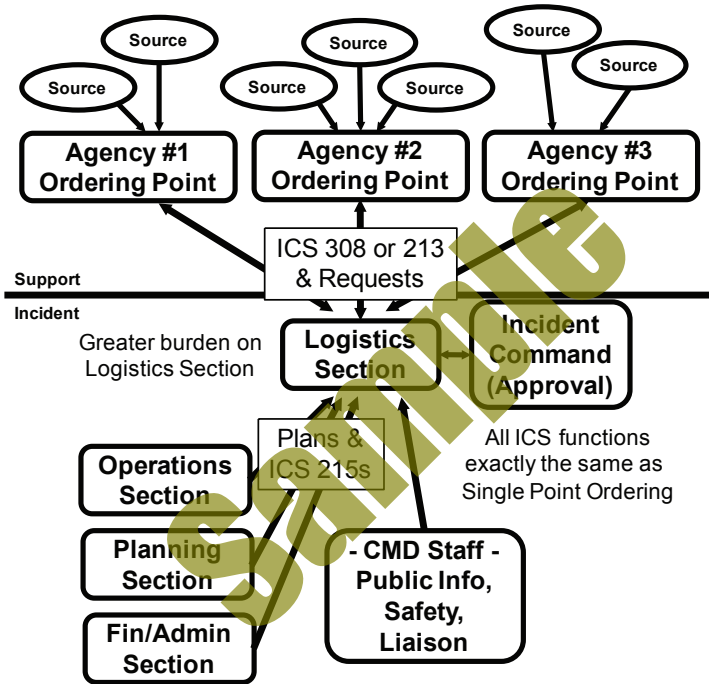 Source
Source
Source
Source
Source
Source
Source
Agency #1
Ordering Point
Agency #2
Ordering Point
Agency #3
Ordering Point
ICS 308 or 213
& Requests
Support
Incident
Greater burden on
Logistics Section
Logistics
Section
Incident
Command
(Approval)
Plans &
ICS 215s
All ICS functions
exactly the same as
Single Point Ordering
Operations
Section
Planning
Section
Fin/Admin
Section
- CMD Staff -
Public Info,
Safety,
Liaison
Sample